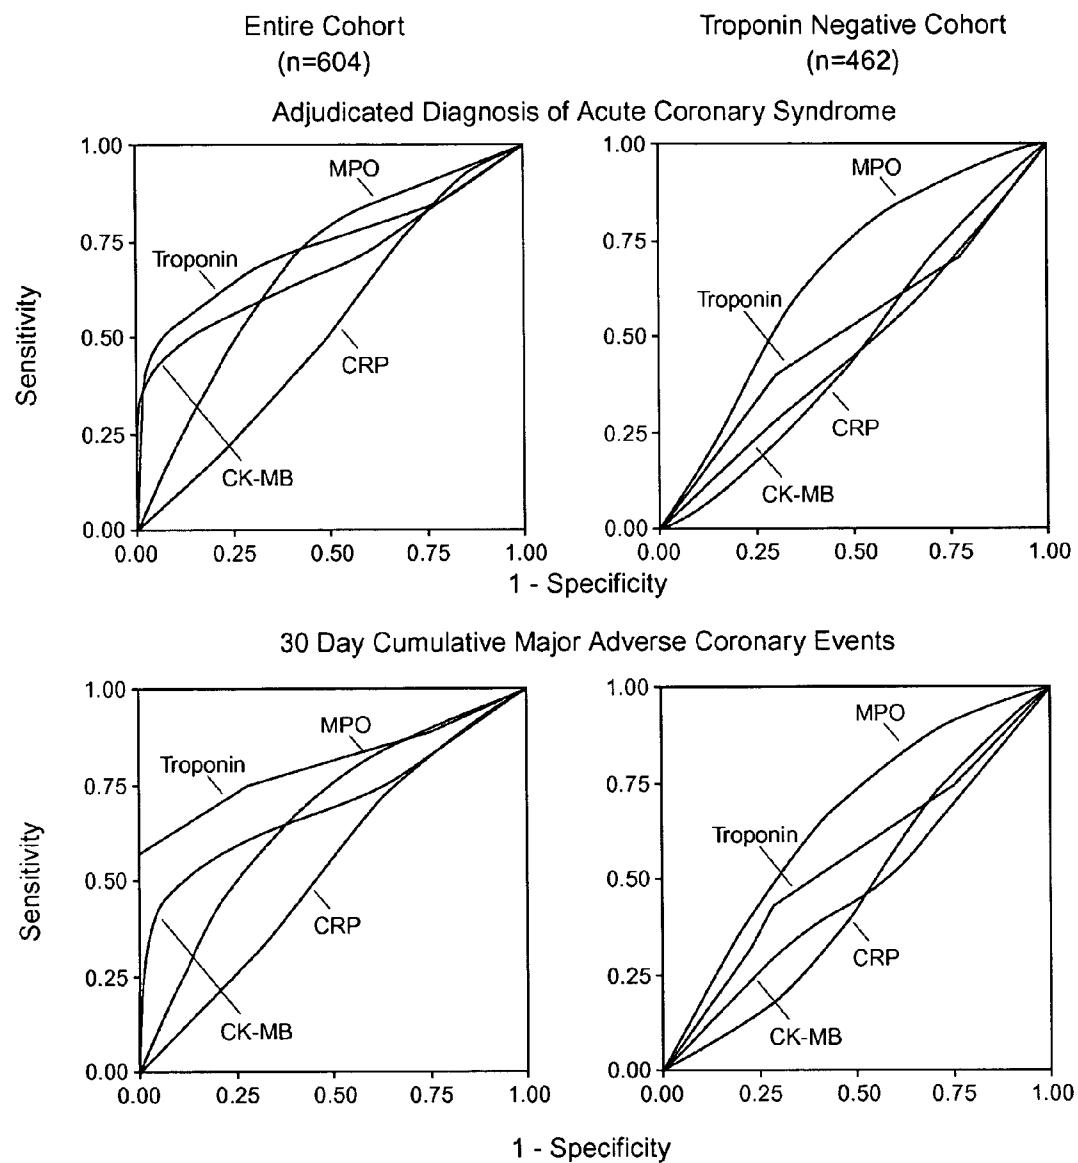 Entire Cohort
(n=604)
Troponin Negative Cohort
(n=462)
Adjudicated Diagnosis of Acute Coronary Syndrome
Sensitivity
1.00
0.75
0.50
0.25
0.00
MPO
Troponin
CRP
CK-MB
0.00 0.25 0.50 0.75 1.00
1.00
0.75
0.50
0.25
0.00
MPO
Troponin
CRP
CK-MB
0.00 0.25 0.50 0.75 1.00
1 - Specificity
30 Day Cumulative Major Adverse Coronary Events
Sensitivity
1.00
0.75
0.50
0.25
0.00
MPO
Troponin
CRP
CK-MB
0.00 0.25 0.50 0.75 1.00
1.00
0.75
0.50
0.25
0.00
MPO
Troponin
CRP
CK-MB
0.00 0.25 0.50 0.75 1.00
1 - Specificity